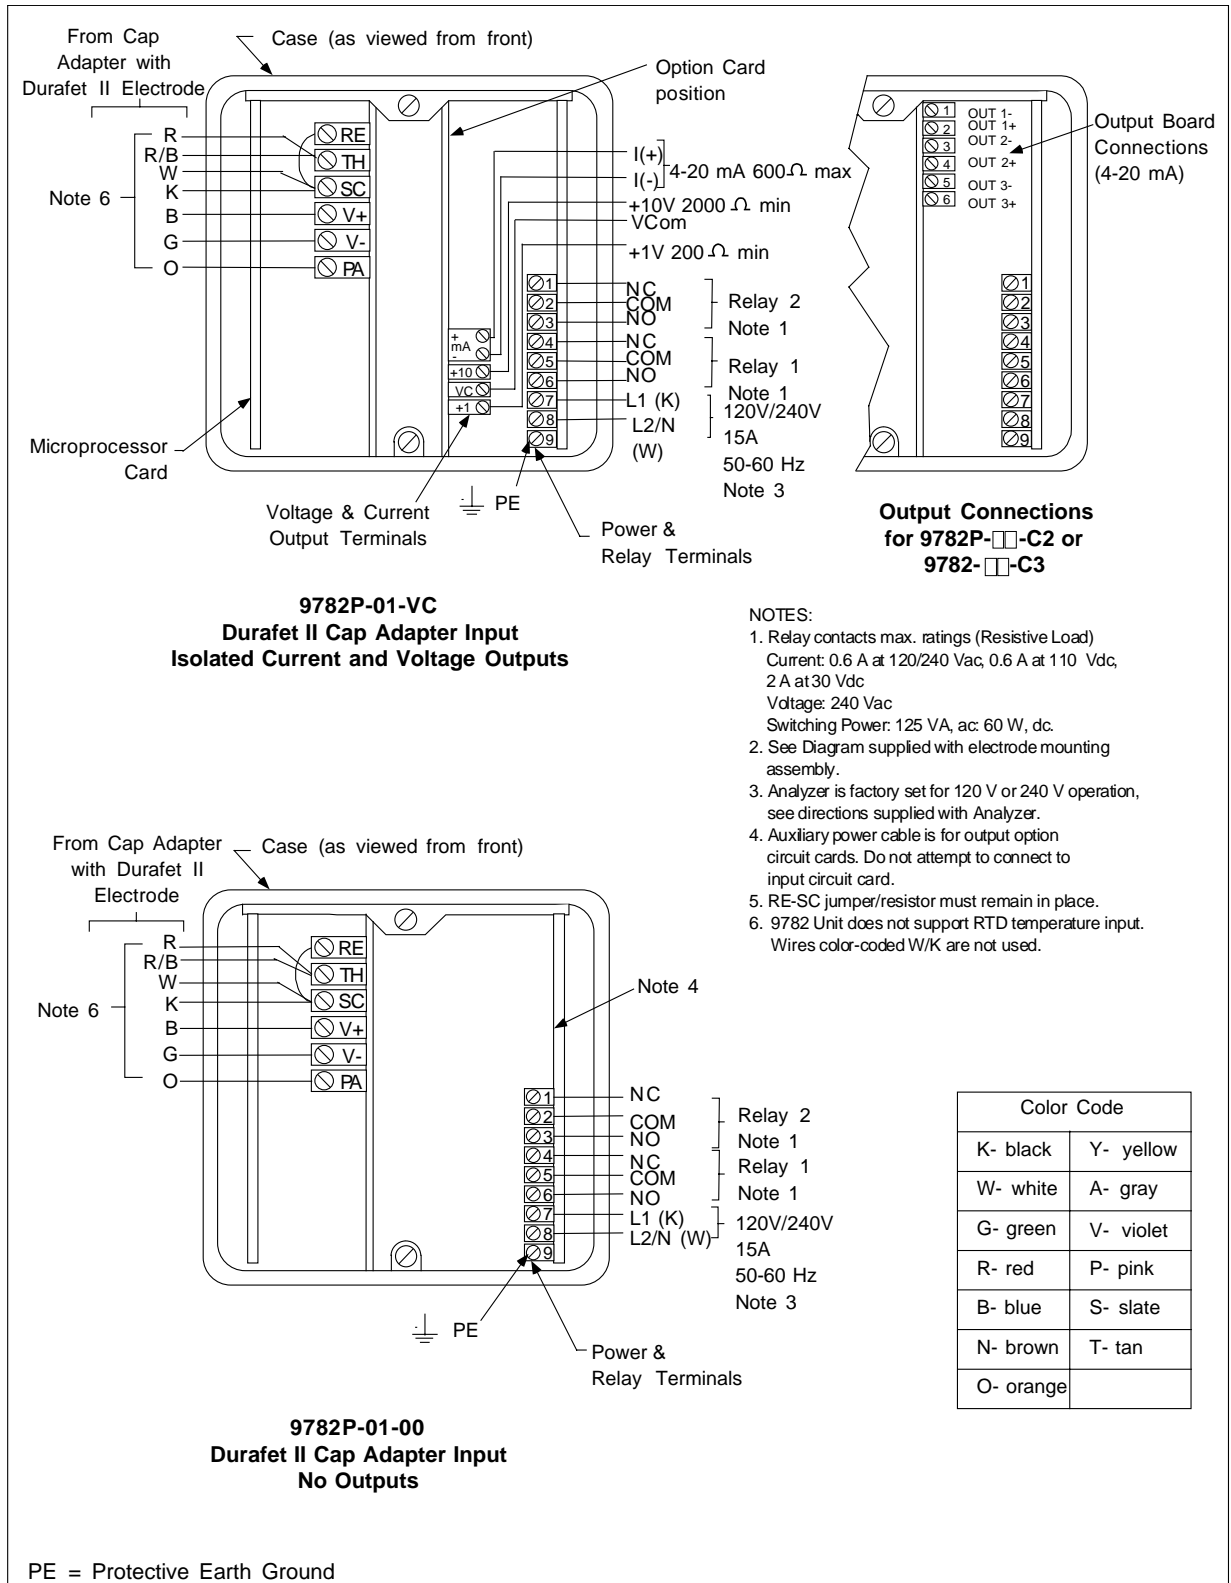 From Cap
Adapter with
Durafet II Electrode
Case (as viewed from front)
Option Card
position
R
R/B
W
K
B
G
O
Note 6
RE
TH
SC
V+
V-
PA
I(+)
I(-)
4-20 mA 600Ω max
+10V 2000 Ω min
VCom
+1V 200 Ω min
+
mA
-
+10
VC
+1
1
2
3
4
5
6
7
8
9
NC
COM
NO
Relay 2
Note 1
NC
COM
NO
Relay 1
Note 1
L1 (K)
L2/N
(W)
120V/240V
15A
50-60 Hz
Note 3
Microprocessor
Card
Voltage & Current
Output Terminals
PE
Power &
Relay Terminals
9782P-01-VC
Durafet II Cap Adapter Input
Isolated Current and Voltage Outputs
1 OUT 1-
2 OUT 1+
3 OUT 2-
4 OUT 2+
5 OUT 3-
6 OUT 3+
Output Board
Connections
(4-20 mA)
1
2
3
4
5
6
7
8
9
Output Connections
for 9782P-□□-C2 or
9782- □□-C3
NOTES:
1. Relay contacts max. ratings (Resistive Load)
Current: 0.6 A at 120/240 Vac, 0.6 A at 110 Vdc,
2 A at 30 Vdc
Voltage: 240 Vac
Switching Power: 125 VA, ac: 60 W, dc.
2. See Diagram supplied with electrode mounting
assembly.
3. Analyzer is factory set for 120 V or 240 V operation,
see directions supplied with Analyzer.
4. Auxiliary power cable is for output option
circuit cards. Do not attempt to connect to
input circuit card.
5. RE-SC jumper/resistor must remain in place.
6. 9782 Unit does not support RTD temperature input.
Wires color-coded W/K are not used.
From Cap Adapter
with Durafet II
Electrode
Case (as viewed from front)
R
R/B
W
K
B
G
O
Note 6
RE
TH
SC
V+
V-
PA
Note 4
1
2
3
4
5
6
7
8
9
NC
COM
NO
Relay 2
Note 1
NC
COM
NO
Relay 1
Note 1
L1 (K)
L2/N (W)
120V/240V
15A
50-60 Hz
Note 3
PE
Power &
Relay Terminals
9782P-01-00
Durafet II Cap Adapter Input
No Outputs
Color Code
K- black Y- yellow
W- white A- gray
G- green V- violet
R- red P- pink
B- blue S- slate
N- brown T- tan
O- orange
PE = Protective Earth Ground